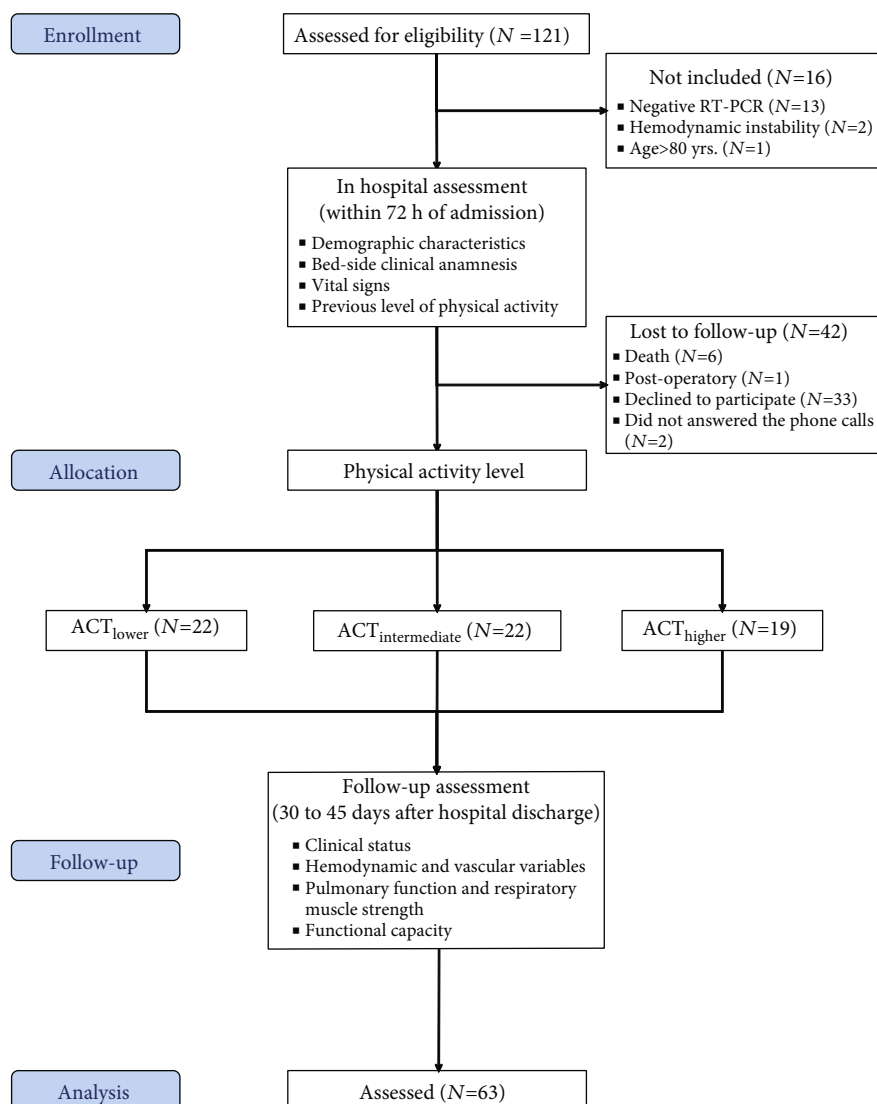 Enrollment
Assessed for eligibility (N =121)
Not included (N=16)
▪ Negative RT-PCR (N=13)
▪ Hemodynamic instability (N=2)
▪ Age>80 yrs. (N=1)
In hospital assessment
(within 72 h of admission)
▪ Demographic characteristics
▪ Bed-side clinical anamnesis
▪ Vital signs
▪ Previous level of physical activity
Lost to follow-up (N=42)
▪ Death (N=6)
▪ Post-operatory (N=1)
▪ Declined to participate (N=33)
▪ Did not answered the phone calls
(N=2)
Allocation
Physical activity level
ACTlower (N=22)
ACTintermediate (N=22)
ACThigher (N=19)
Follow-up assessment
(30 to 45 days after hospital discharge)
▪ Clinical status
▪ Hemodynamic and vascular variables
▪ Pulmonary function and respiratory
muscle strength
▪ Functional capacity
Follow-up
Analysis
Assessed (N=63)